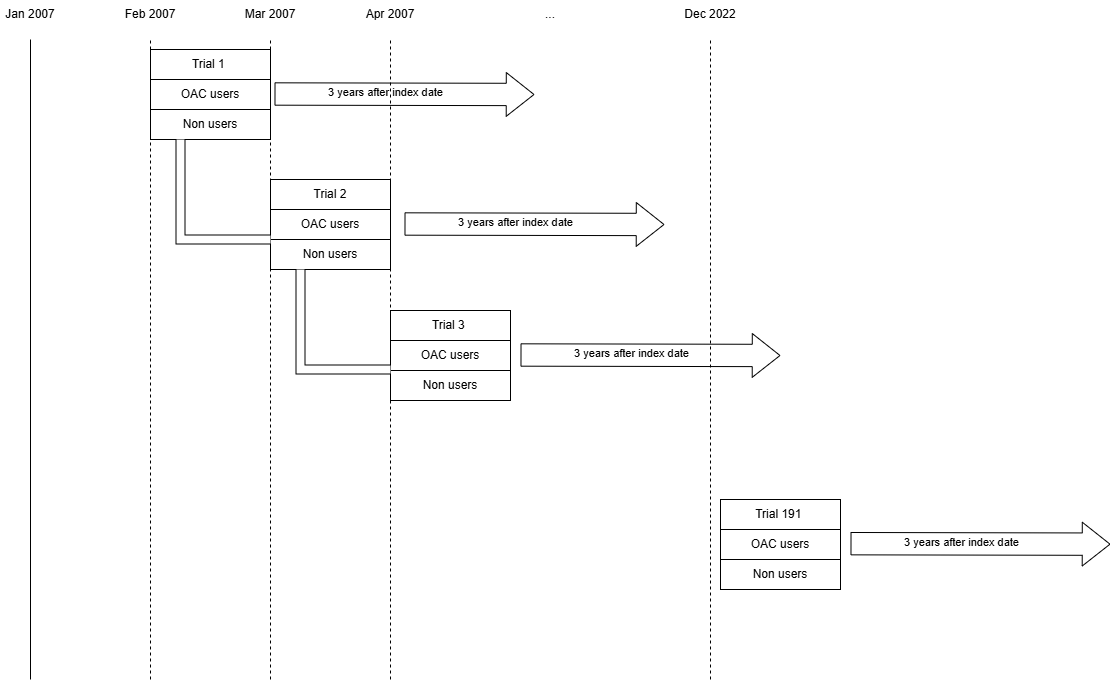 Jan 2007
Feb 2007
Mar 2007
Apr 2007
...
Dec 2022
Trial 1
OAC users
Non users
3 years after index date
Trial 2
OAC users
Non users
3 years after index date
Trial 3
OAC users
Non users
3 years after index date
Trial 191
OAC users
Non users
3 years after index date